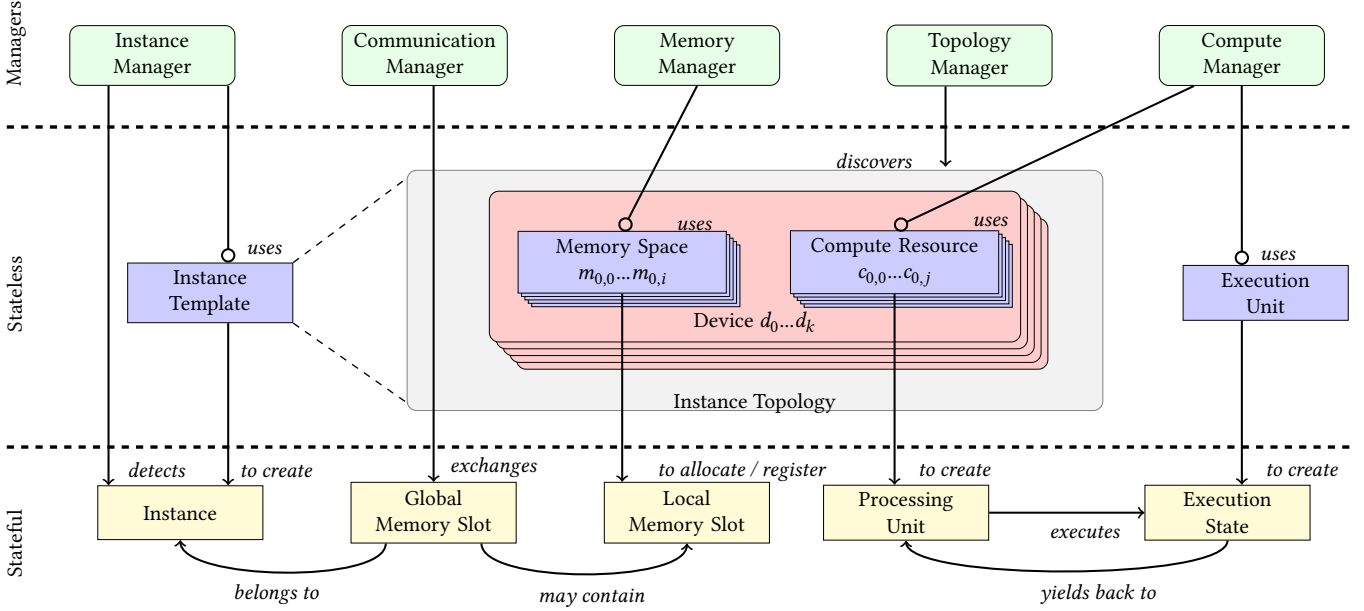 Managers
Instance
Manager
Communication
Manager
Memory
Manager
Topology
Manager
Compute
Manager
Stateless
discovers
uses
Instance
Template
uses
Memory Space
m0,0...m0,i
uses
Compute Resource
c0,0...c0,j
Device d0...dk
Instance Topology
uses
Execution
Unit
Stateful
detects
to create
exchanges
to allocate / register
to create
to create
Instance
Global
Memory Slot
Local
Memory Slot
Processing
Unit
executes
Execution
State
belongs to
may contain
yields back to